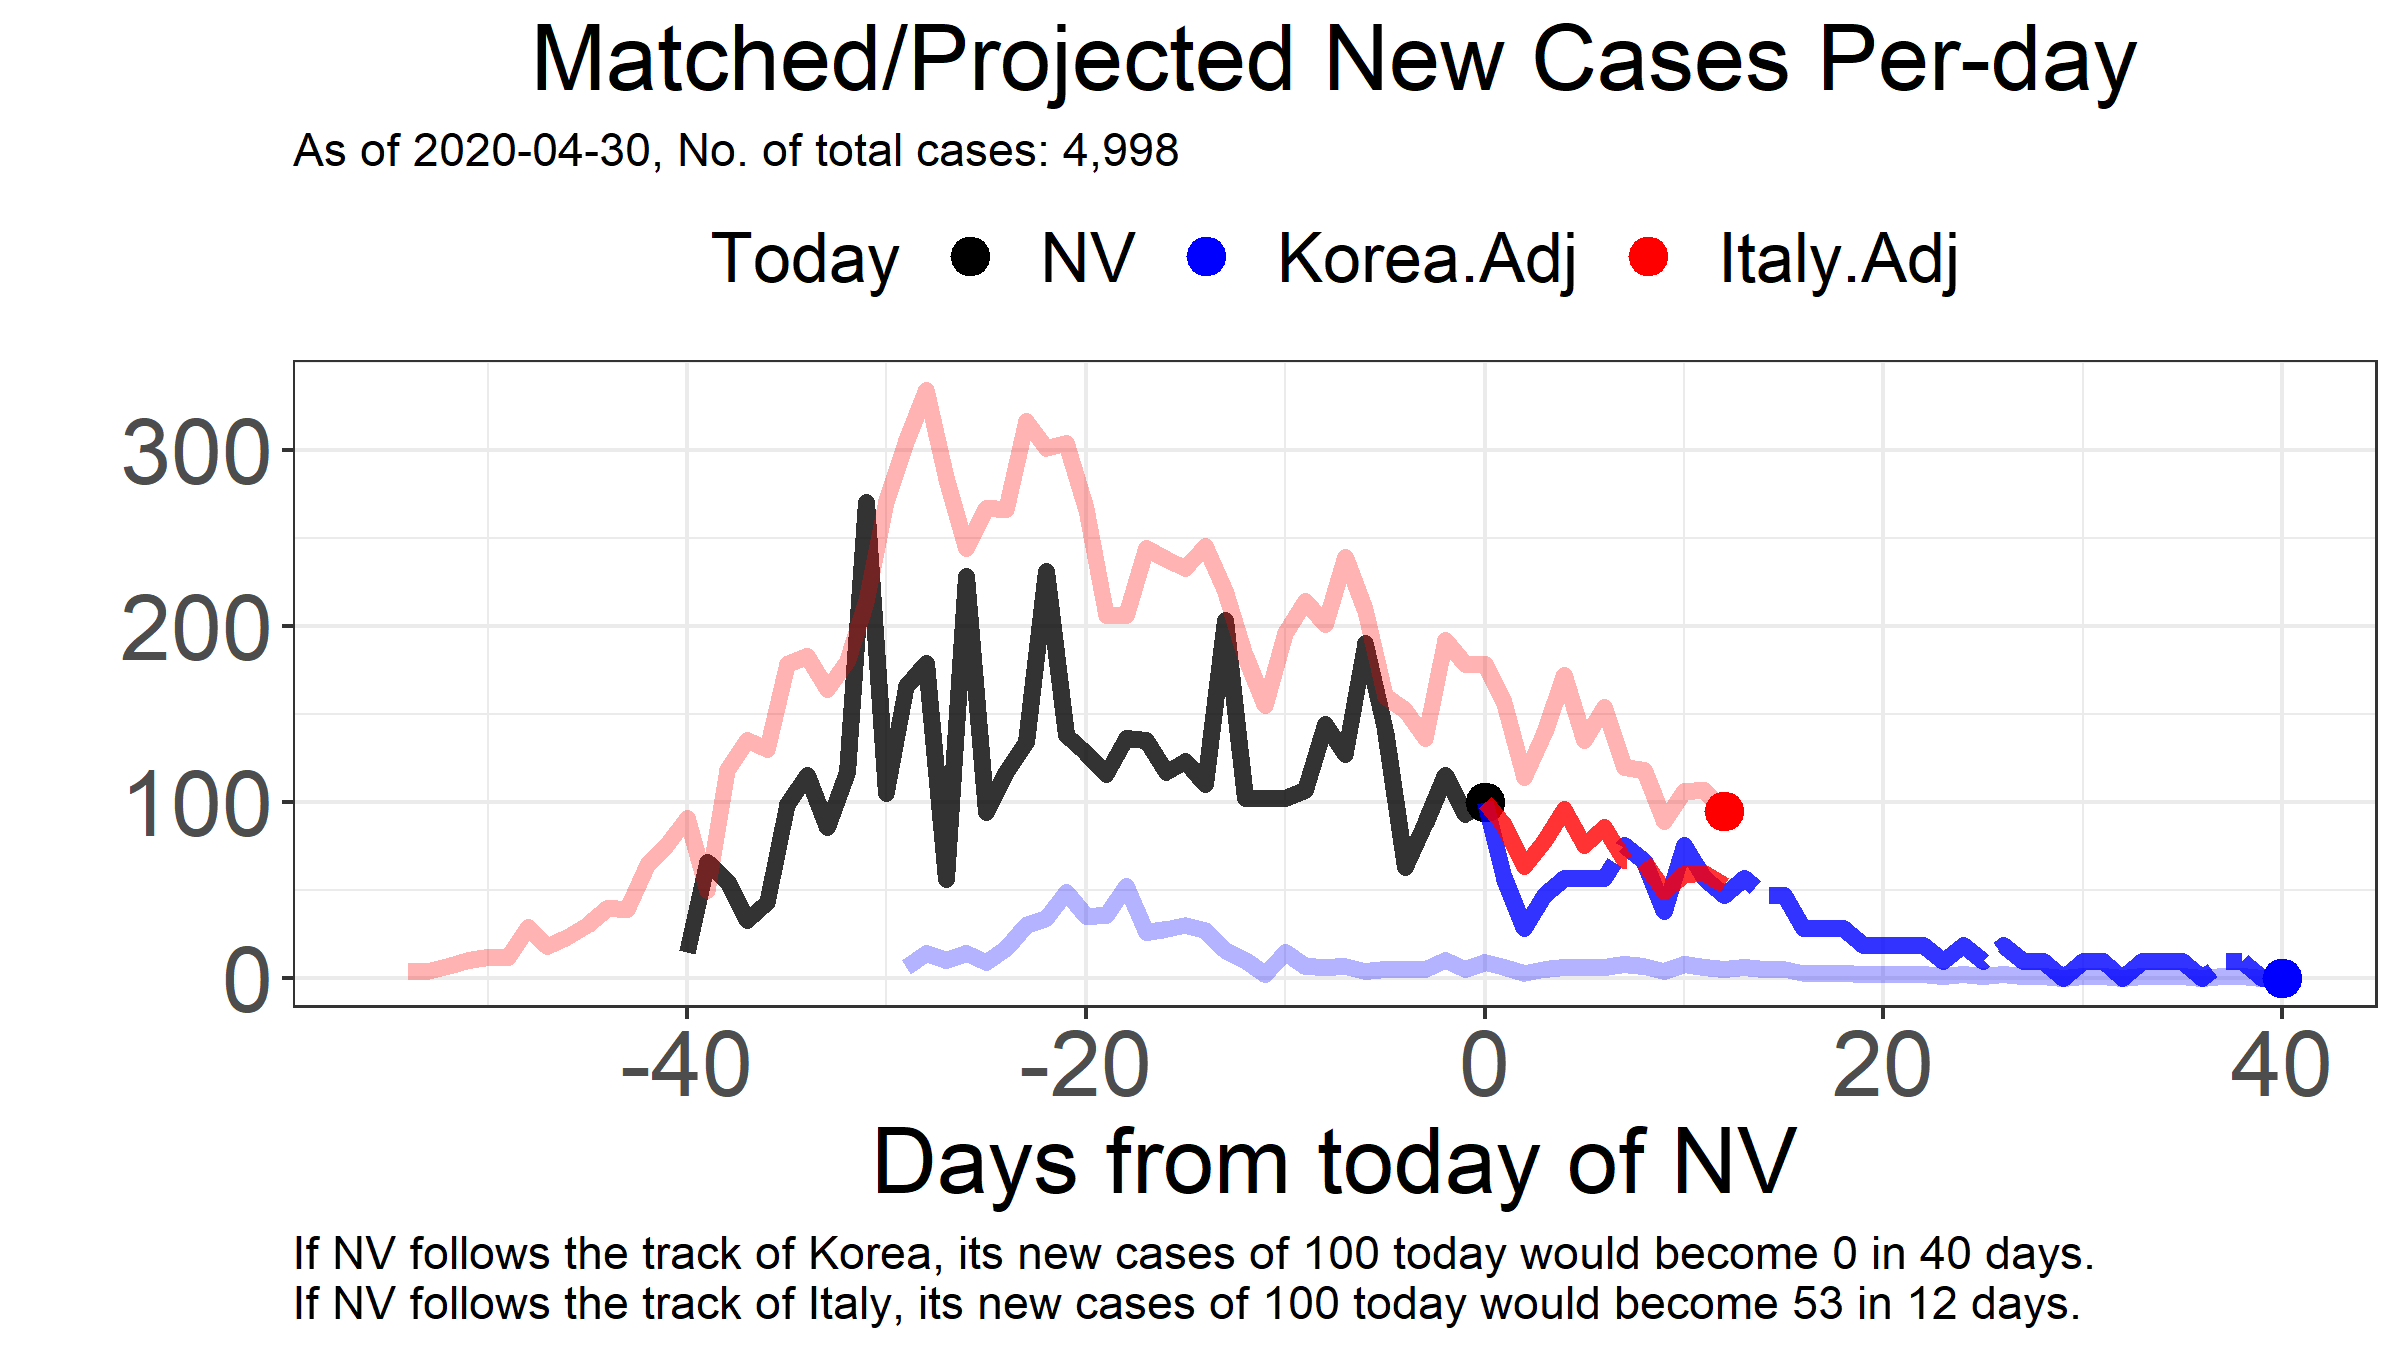 Matched/Projected New Cases Per-day
As of 2020-04-30, No. of total cases: 4,998
Today NV Korea.Adj Italy.Adj
300
200
100
0
-40 -20 0 20 40
Days from today of NV
If NV follows the track of Korea, its new cases of 100 today would become 0 in 40 days.
If NV follows the track of Italy, its new cases of 100 today would become 53 in 12 days.